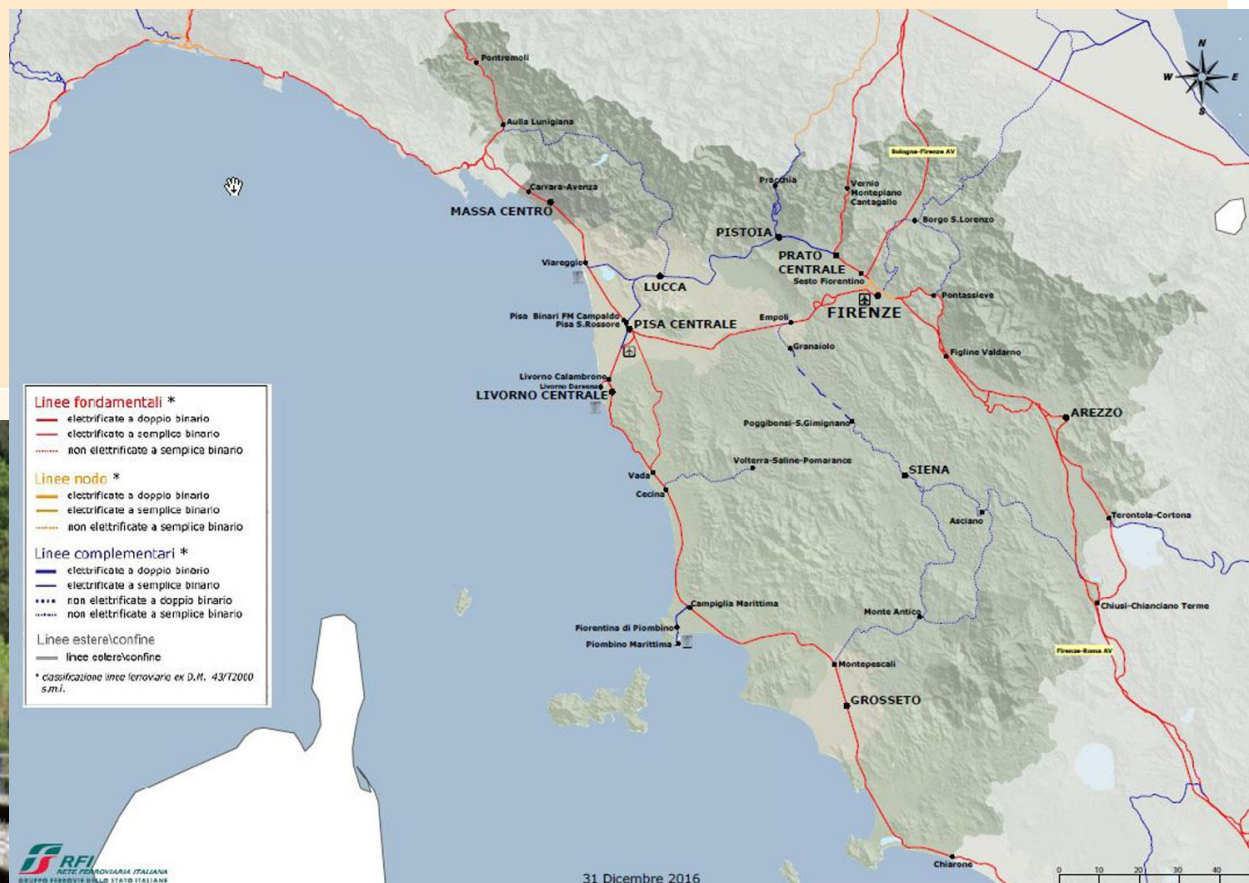 N
W
E
S
Pontremoli
Bologna-Firenze AV
Aulla Lunigiana
Pracchia
Vernio
Montepiano
Cantagallo
Carrara-Avenza
MASSA CENTRO
Borgo S.Lorenzo
PISTOIA
PRATO
CENTRALE
Viareggio
Sesto Fiorentino
LUCCA
Pontassieve
FIRENZE
Pisa Binari FM Campaldo
Pisa S.Rossore
PISA CENTRALE
Empoli
Granaiolo
Figline Valdarno
Livorno Calambrone
Livorno Darsena
LIVORNO CENTRALE
AREZZO
Poggibonsi-S.Gimignano
Volterra-Saline-Pomarance
SIENA
Vada
Cecina
Asciano
Terontola-Cortona
Campiglia Marittima
Chiusi-Chianciano Terme
Monte Antico
Fiorentina di Piombino
Piombino Marittima
Firenze-Roma AV
Montepescali
GROSSETO
Chiarone
Linee fondamentali *
elettrificate a doppio binario
elettrificate a semplice binario
non elettrificate a semplice binario
Linee nodo *
elettrificate a doppio binario
elettrificate a semplice binario
non elettrificate a semplice binario
Linee complementari *
elettrificate a doppio binario
elettrificate a semplice binario
non elettrificate a doppio binario
non elettrificate a semplice binario
Linee estere\confine
linee estere\confine
* classificazione linee ferroviarie ex D.M. 43/T2000
s.m.i.
RFI
RETE FERROVIARIA ITALIANA
GRUPPO FERROVIE DELLO STATO ITALIANE
31 Dicembre 2016
0 10 20 40